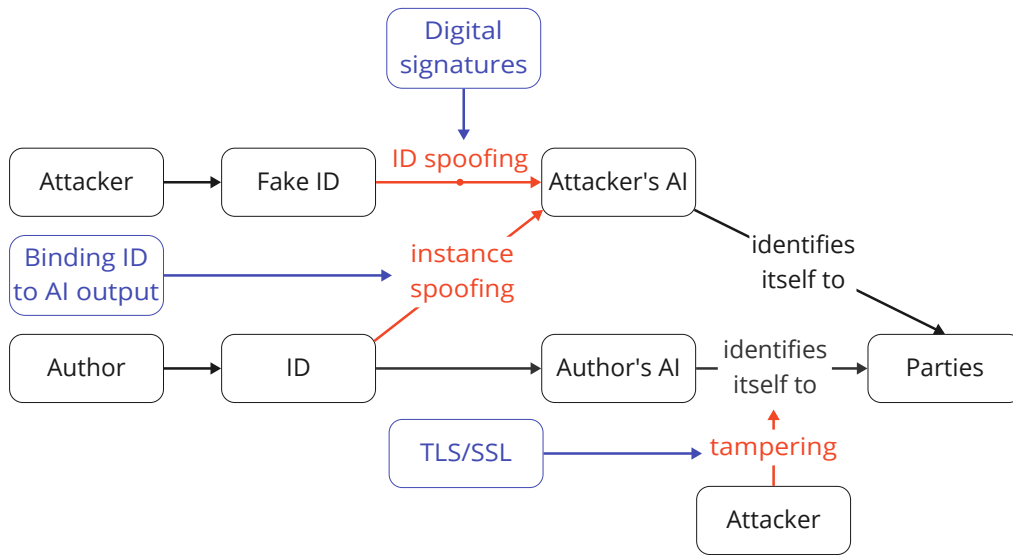 Digital
signatures
ID spoofing
Attacker
Fake ID
Attacker's AI
Binding ID
to AI output
instance
spoofing
identifies
itself to
Author
ID
Author's AI
identifies
itself to
Parties
TLS/SSL
tampering
Attacker